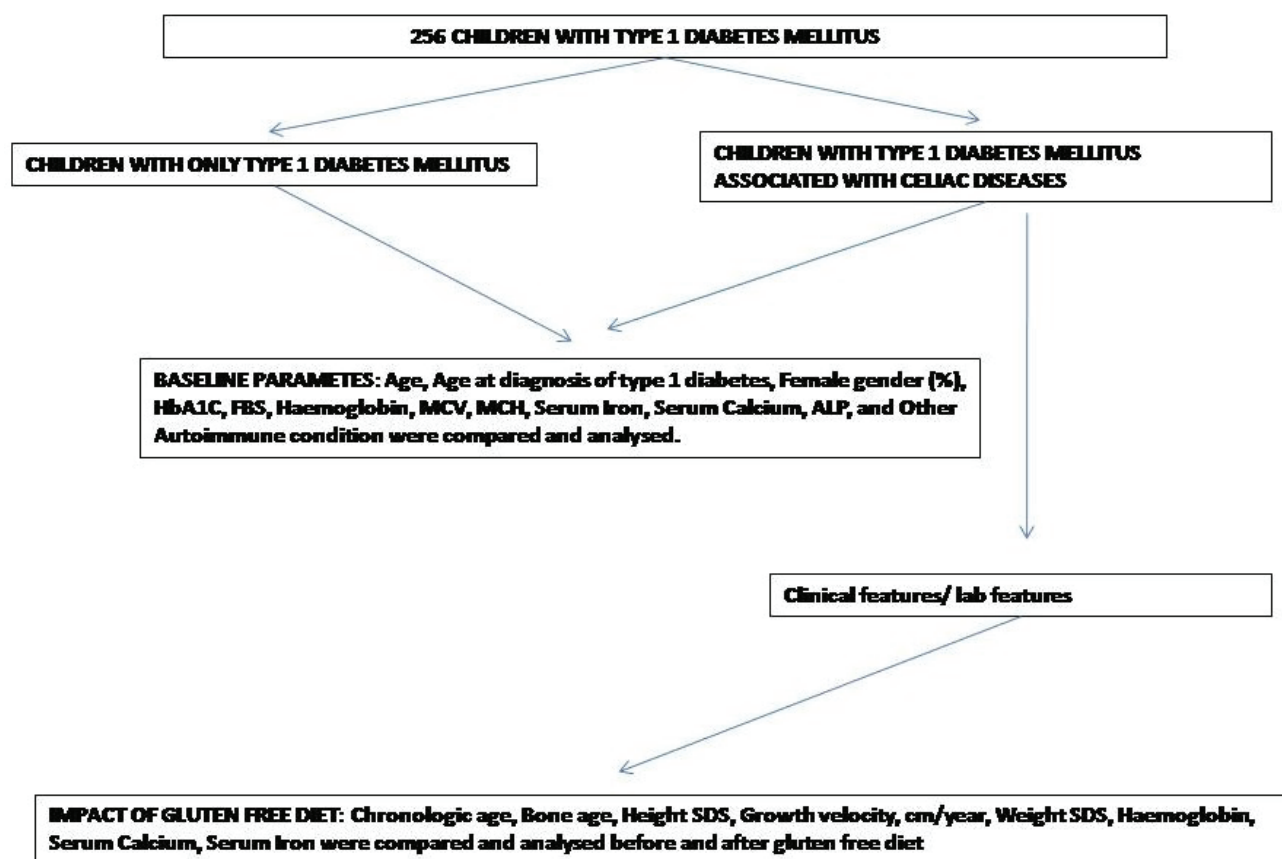 256 CHILDREN WITH TYPE 1 DIABETES MELLITUS
CHILDREN WITH ONLY TYPE 1 DIABETES MELLITUS
CHILDREN WITH TYPE 1 DIABETES MELLITUS
ASSOCIATED WITH CELIAC DISEASES
BASELINE PARAMETES: Age, Age at diagnosis of type 1 diabetes, Female gender (%),
HbA1C, FBS, Haemoglobin, MCV, MCH, Serum Iron, Serum Calcium, ALP, and Other
Autoimmune condition were compared and analysed.
Clinical features/ lab features
IMPACT OF GLUTEN FREE DIET: Chronologic age, Bone age, Height SDS, Growth velocity, cm/year, Weight SDS, Haemoglobin,
Serum Calcium, Serum Iron were compared and analysed before and after gluten free diet